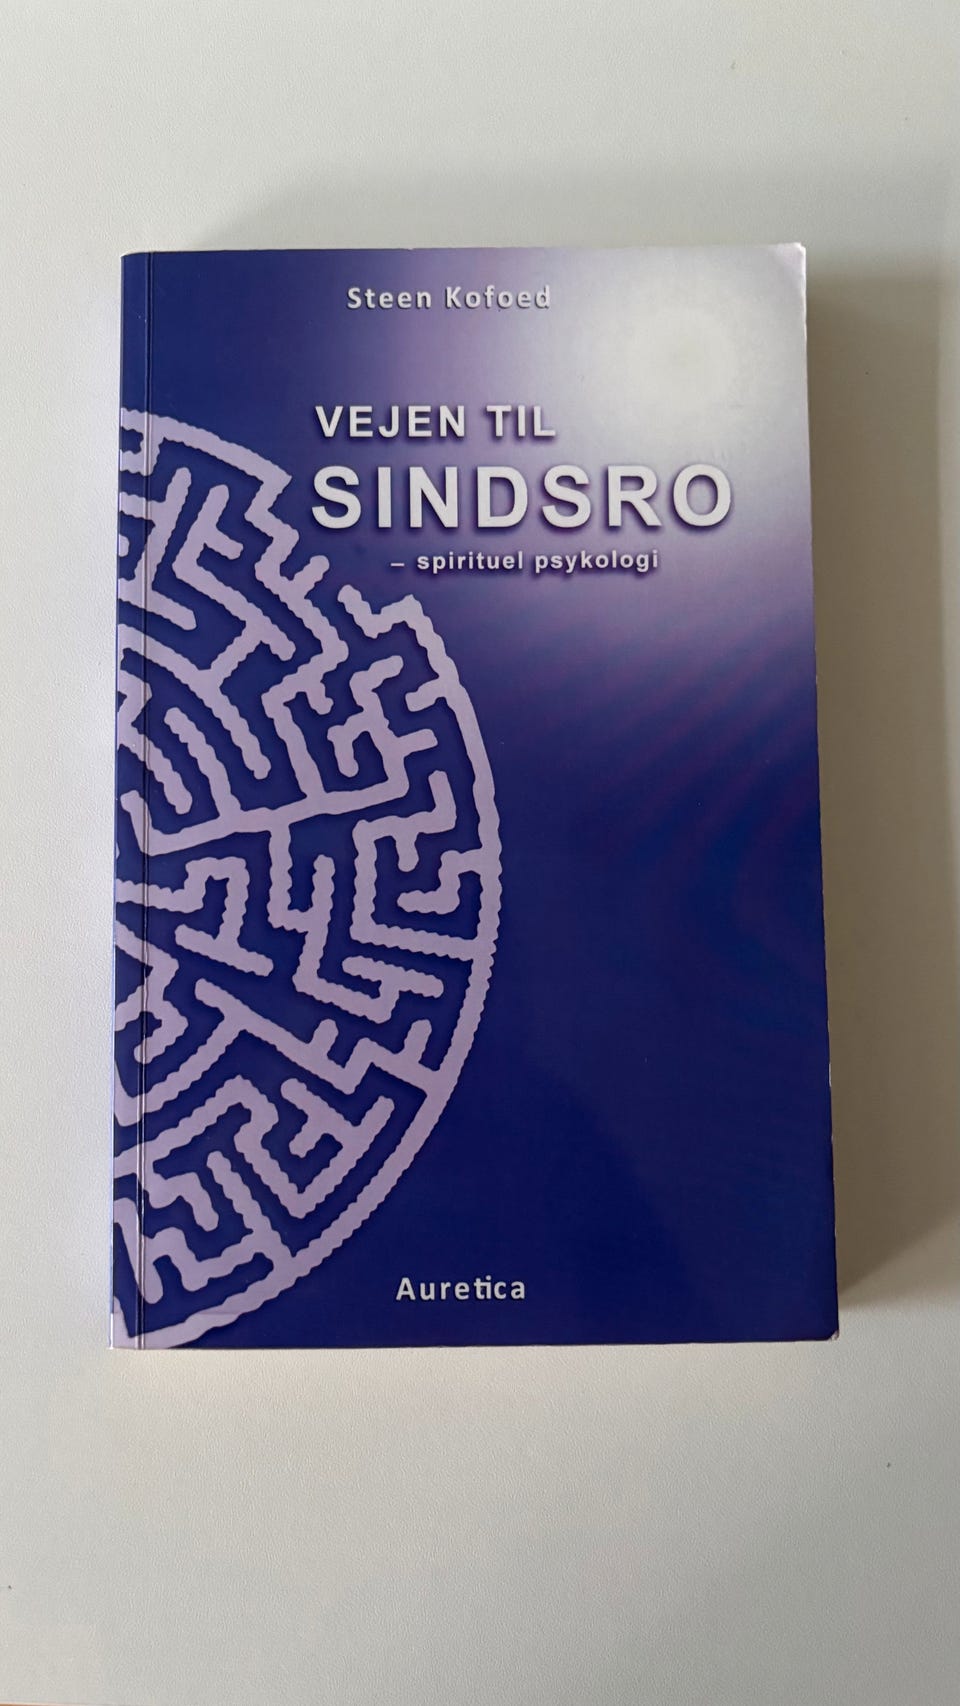 Steen Kofoed
VEJEN TIL
SINDSRO
– spirituel psykologi
Auretica